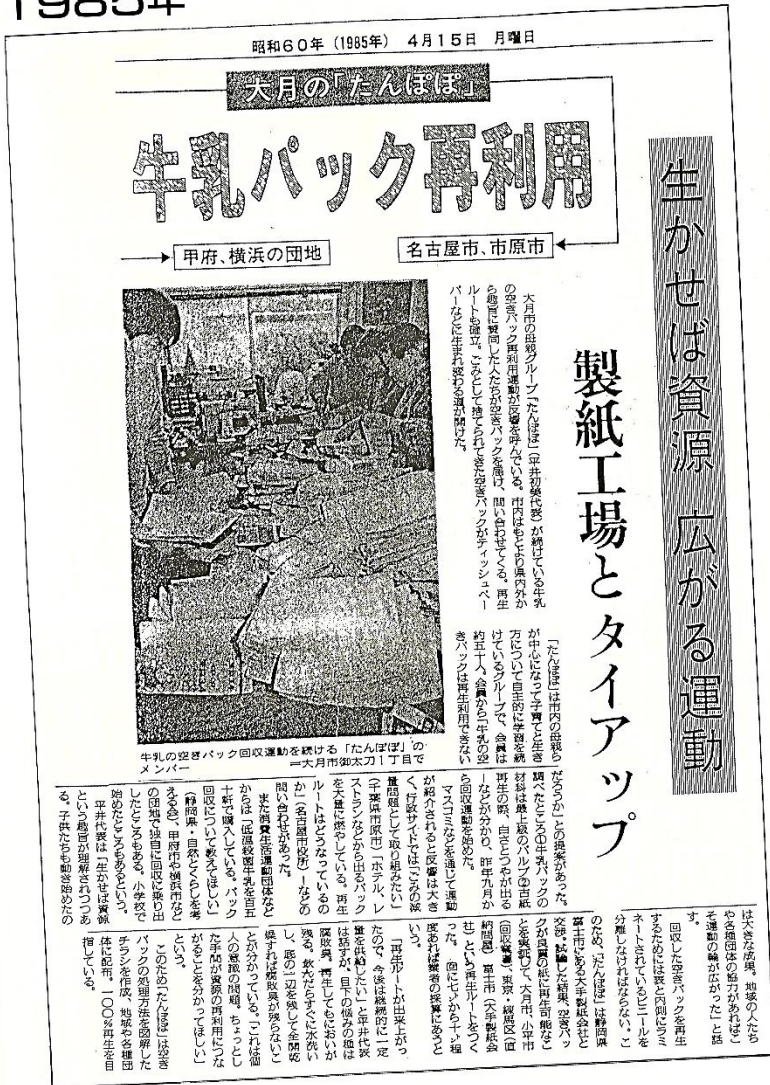 1985年
昭和60年（1985年） 4月15日 月曜日
大月の「たんぽぽ」
牛乳パック再利用
甲府、横浜の団地
名古屋市、市原市
生かせば資源 広がる運動
製紙工場とタイアップ
大月市の母親グループ「たんぽぽ」（平井初美代表）が続けている牛乳
の空きパック再利用運動が反響を呼んでいる。市内はもとより県内外か
ら趣旨に賛同した人たちが空きパックを届け、問い合わせてくる。再生
ルートも確立。ごみとして捨てられてきた空きパックがティッシュペー
パーなどに生まれ変わる道が開けた。
牛乳の空きパック回収運動を続ける「たんぽぽ」の
メンバー　＝大月市御太刀1丁目で
「たんぽぽ」は市内の母親ら
が中心になって子育てと生き
方について自主的に学習を続
けているグループで、会員は
約五十人。会員から「牛乳の空
きパックは再生利用できない
だろうか」との提案があった。
調べたところ①牛乳パックの
材料は最上級のパルプ②古紙
再生の際、白さとつやが出る
ーなどが分かり、昨年九月か
ら回収運動を始めた。
マスコミなどを通じて運動
が紹介されると反響は大き
く、行政サイドでは「ごみの減
量問題として取り組みたい」
（千葉県市原市）「ホテル、レ
ストランなどから出るパック
を大量に燃やしている。再生
ルートはどうなっているの
か」（名古屋市役所）ーなどの
問い合わせがあった。
また消費生活運動団体など
からは「低温殺菌牛乳を百五
十軒で購入している。パック
回収について教えてほしい」
（静岡県・自然とくらしを考
える会）、甲府市や横浜市など
の団地で独自に回収に乗り出
したところもある。小学校で
始めたところもあるという。
平井代表は「生かせば資源
という趣旨が理解されつつあ
る。子供たちも動き始めたの
は大きな成果。地域の人たち
や各種団体の協力があればこ
そ運動の輪が広がった」と話
す。
回収した空きパックを再生
するためには表と内側にラミ
ネートされているビニールを
分離しなければならない。こ
のため、「たんぽぽ」は静岡県
富士市にある大手製紙会社と
交渉、試験した結果、空きパッ
クが良質の紙に再生可能なこ
とを実証して、大月市、小平市
（回収業者）、東京・練馬区（直
納問屋）富士市（大手製紙会
社）という再生ルートをつく
った。一回に七㌧から十㌧程
度あれば業者の採算にあうと
いう。
「再生ルートが出来上がっ
たので、今後は継続的に一定
量を供給したい」と平井代表
は話すが、目下の悩みの種は
腐敗臭。再生してもにおいが
残る。飲んだらすぐに水洗い
し、底の一辺を残して全開乾
燥すれば腐敗臭が残らないこ
とが分かっている。「これは個
人の意識の問題。ちょっとし
た手間が資源の再利用につな
がることを分かってほしい」
という。
このため「たんぽぽ」は空き
パックの処理方法を図解した
チラシを作成、地域や各種団
体に配布、一〇〇％再生を目
指している。